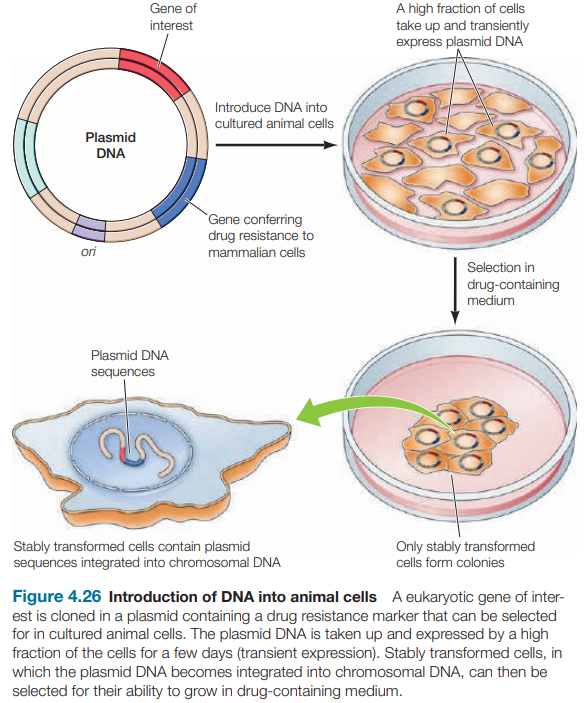 Gene of
interest
A high fraction of cells
take up and transiently
express plasmid DNA
Plasmid
DNA
Introduce DNA into
cultured animal cells
ori
Gene conferring
drug resistance to
mammalian cells
Selection in
drug-containing
medium
Plasmid DNA
sequences
Stably transformed cells contain plasmid
sequences integrated into chromosomal DNA
Only stably transformed
cells form colonies
Figure 4.26 Introduction of DNA into animal cells A eukaryotic gene of inter-
est is cloned in a plasmid containing a drug resistance marker that can be selected
for in cultured animal cells. The plasmid DNA is taken up and expressed by a high
fraction of the cells for a few days (transient expression). Stably transformed cells, in
which the plasmid DNA becomes integrated into chromosomal DNA, can then be
selected for their ability to grow in drug-containing medium.